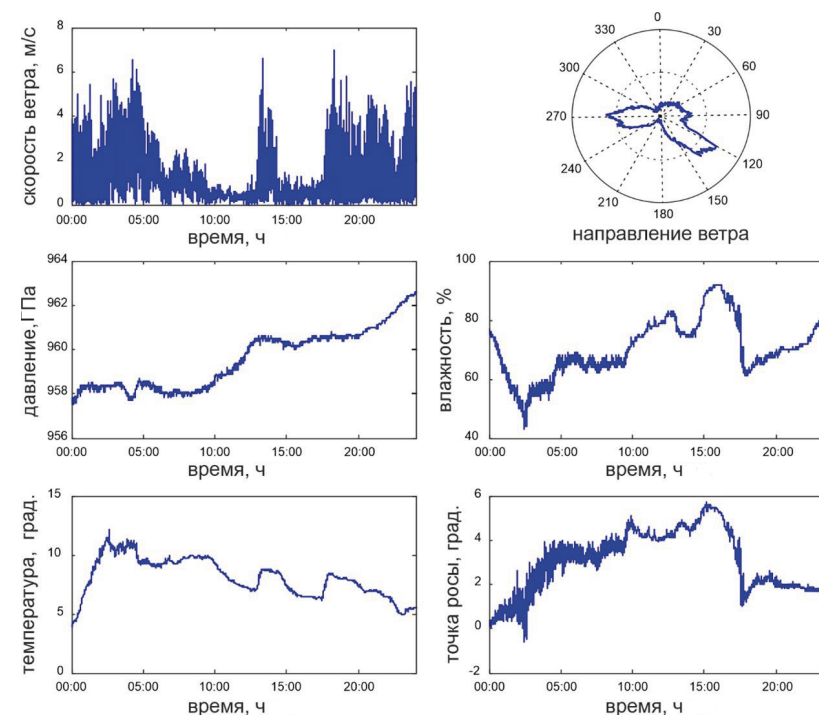 скорость ветра, м/с
8
6
4
2
0
00:00 05:00 10:00 15:00 20:00
время, ч
0
30
60
90
120
150
180
210
240
270
300
330
направление ветра
давление, ГПа
964
962
960
958
956
00:00 05:00 10:00 15:00 20:00
время, ч
влажность, %
100
80
60
40
00:00 05:00 10:00 15:00 20:00
время, ч
температура, град.
15
10
5
0
00:00 05:00 10:00 15:00 20:00
время, ч
точка росы, град.
6
4
2
0
-2
00:00 05:00 10:00 15:00 20:00
время, ч